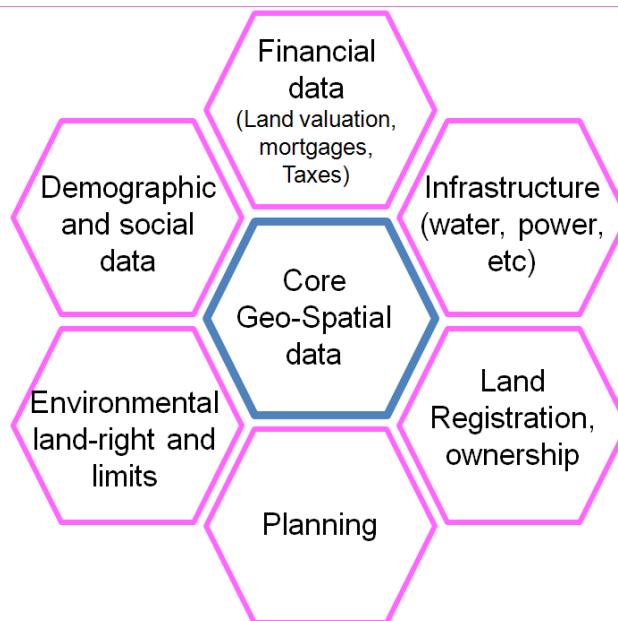 Financial
data
(Land valuation,
mortgages,
Taxes)
Demographic
and social
data
Infrastructure
(water, power,
etc)
Core
Geo-Spatial
data
Environmental
land-right and
limits
Land
Registration,
ownership
Planning